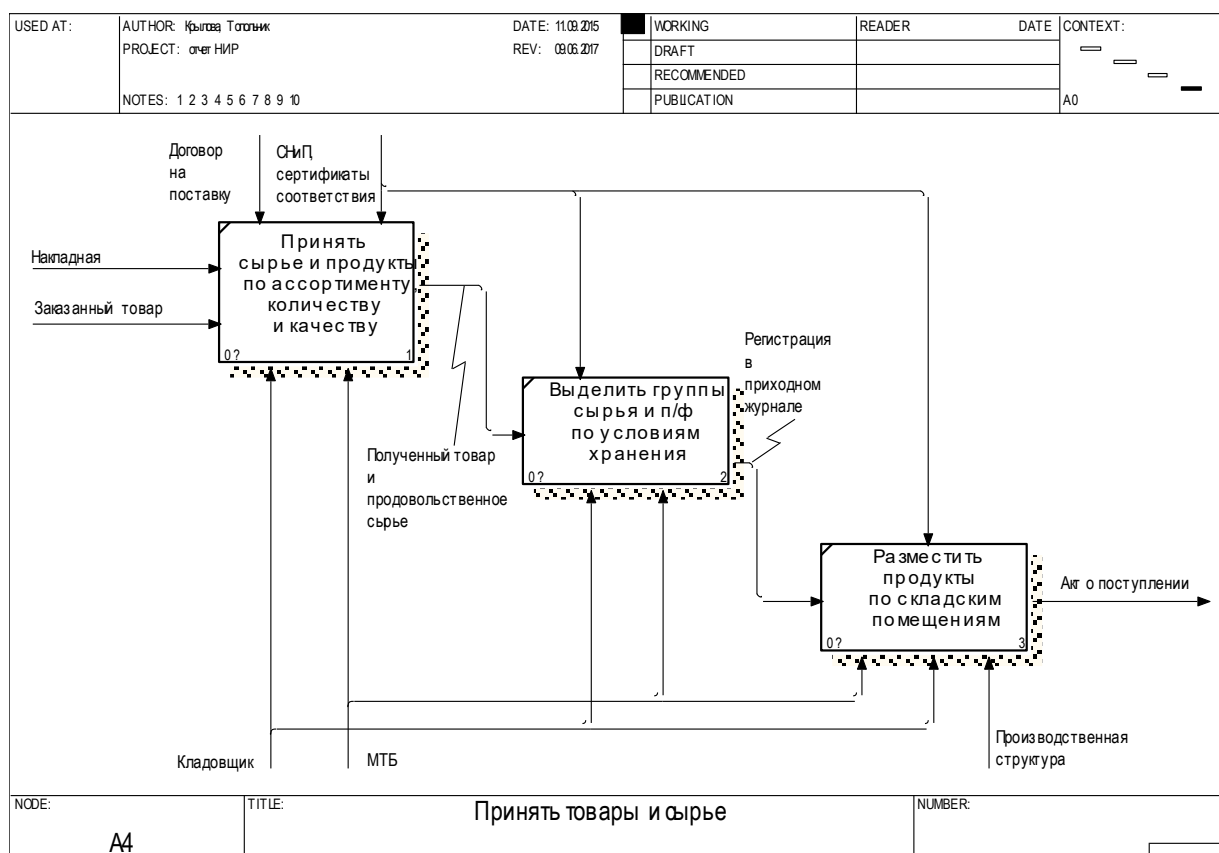 USED AT:
AUTHOR: Крылова, Топольник
DATE: 11.09.2015
WORKING
READER
DATE
CONTEXT:
PROJECT: отчет НИР
REV: 09.06.2017
DRAFT
RECOMMENDED
NOTES: 1 2 3 4 5 6 7 8 9 10
PUBLICATION
A0
Договор
на
поставку
СНиП,
сертификаты
соответствия
Накладная
Заказанный товар
Принять
сырье и продукты
по ассортименту,
количеству
и качеству
0?
1
Полученный товар
и
продовольственное
сырье
Выделить группы
сырья и п/ф
по условиям
хранения
0?
2
Регистрация
в
приходном
журнале
Разместить
продукты
по складским
помещениям
0?
3
Акт о поступлении
Кладовщик
МТБ
Производственная
структура
NODE:
TITLE:
NUMBER:
A4
Принять товары и сырье